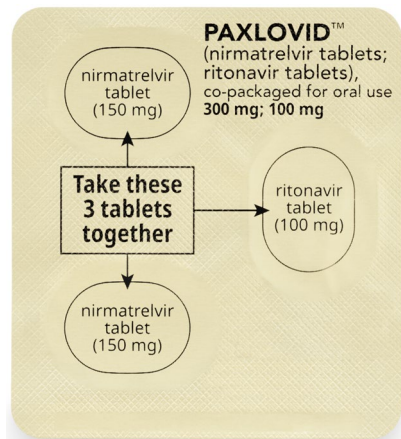 PAXLOVID™
(nirmatrelvir tablets;
ritonavir tablets),
co-packaged for oral use
300 mg; 100 mg
nirmatrelvir
tablet
(150 mg)
Take these
3 tablets
together
ritonavir
tablet
(100 mg)
nirmatrelvir
tablet
(150 mg)